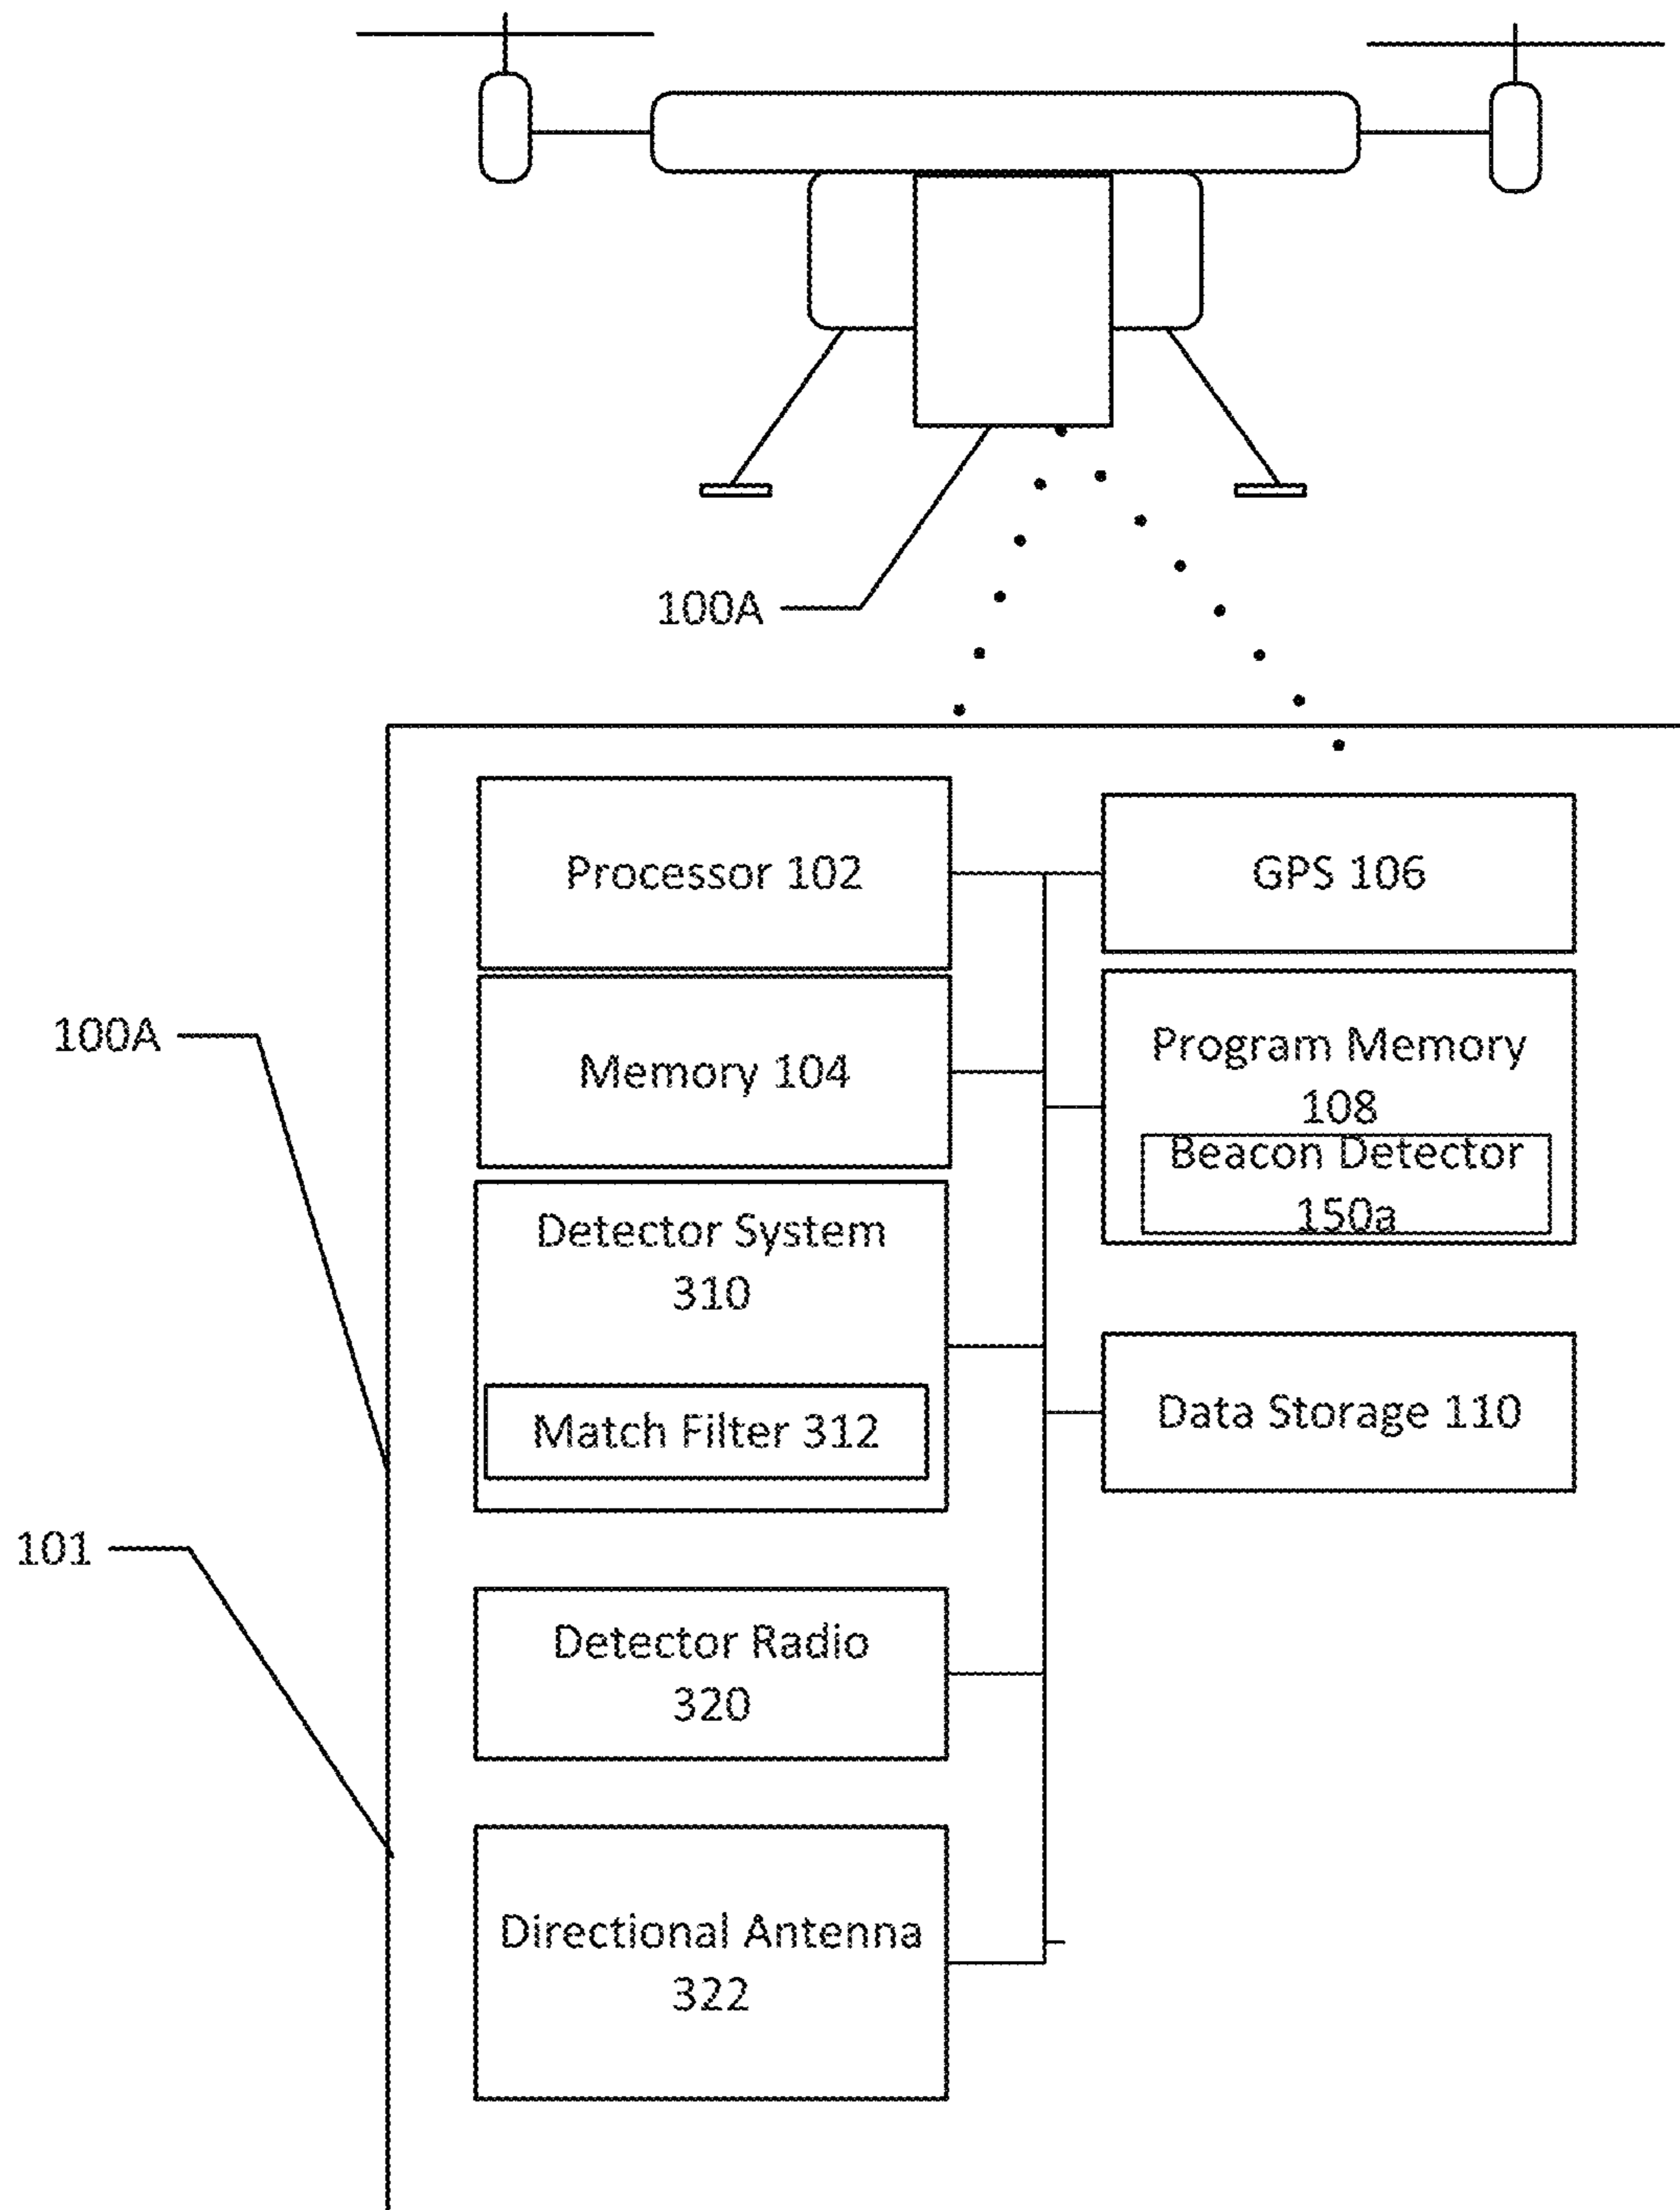 100A
Processor 102
GPS 106
100A
Memory 104
Program Memory
108
Beacon Detector
150a
Detector System
310
Match Filter 312
Data Storage 110
101
Detector Radio
320
Directional Antenna
322